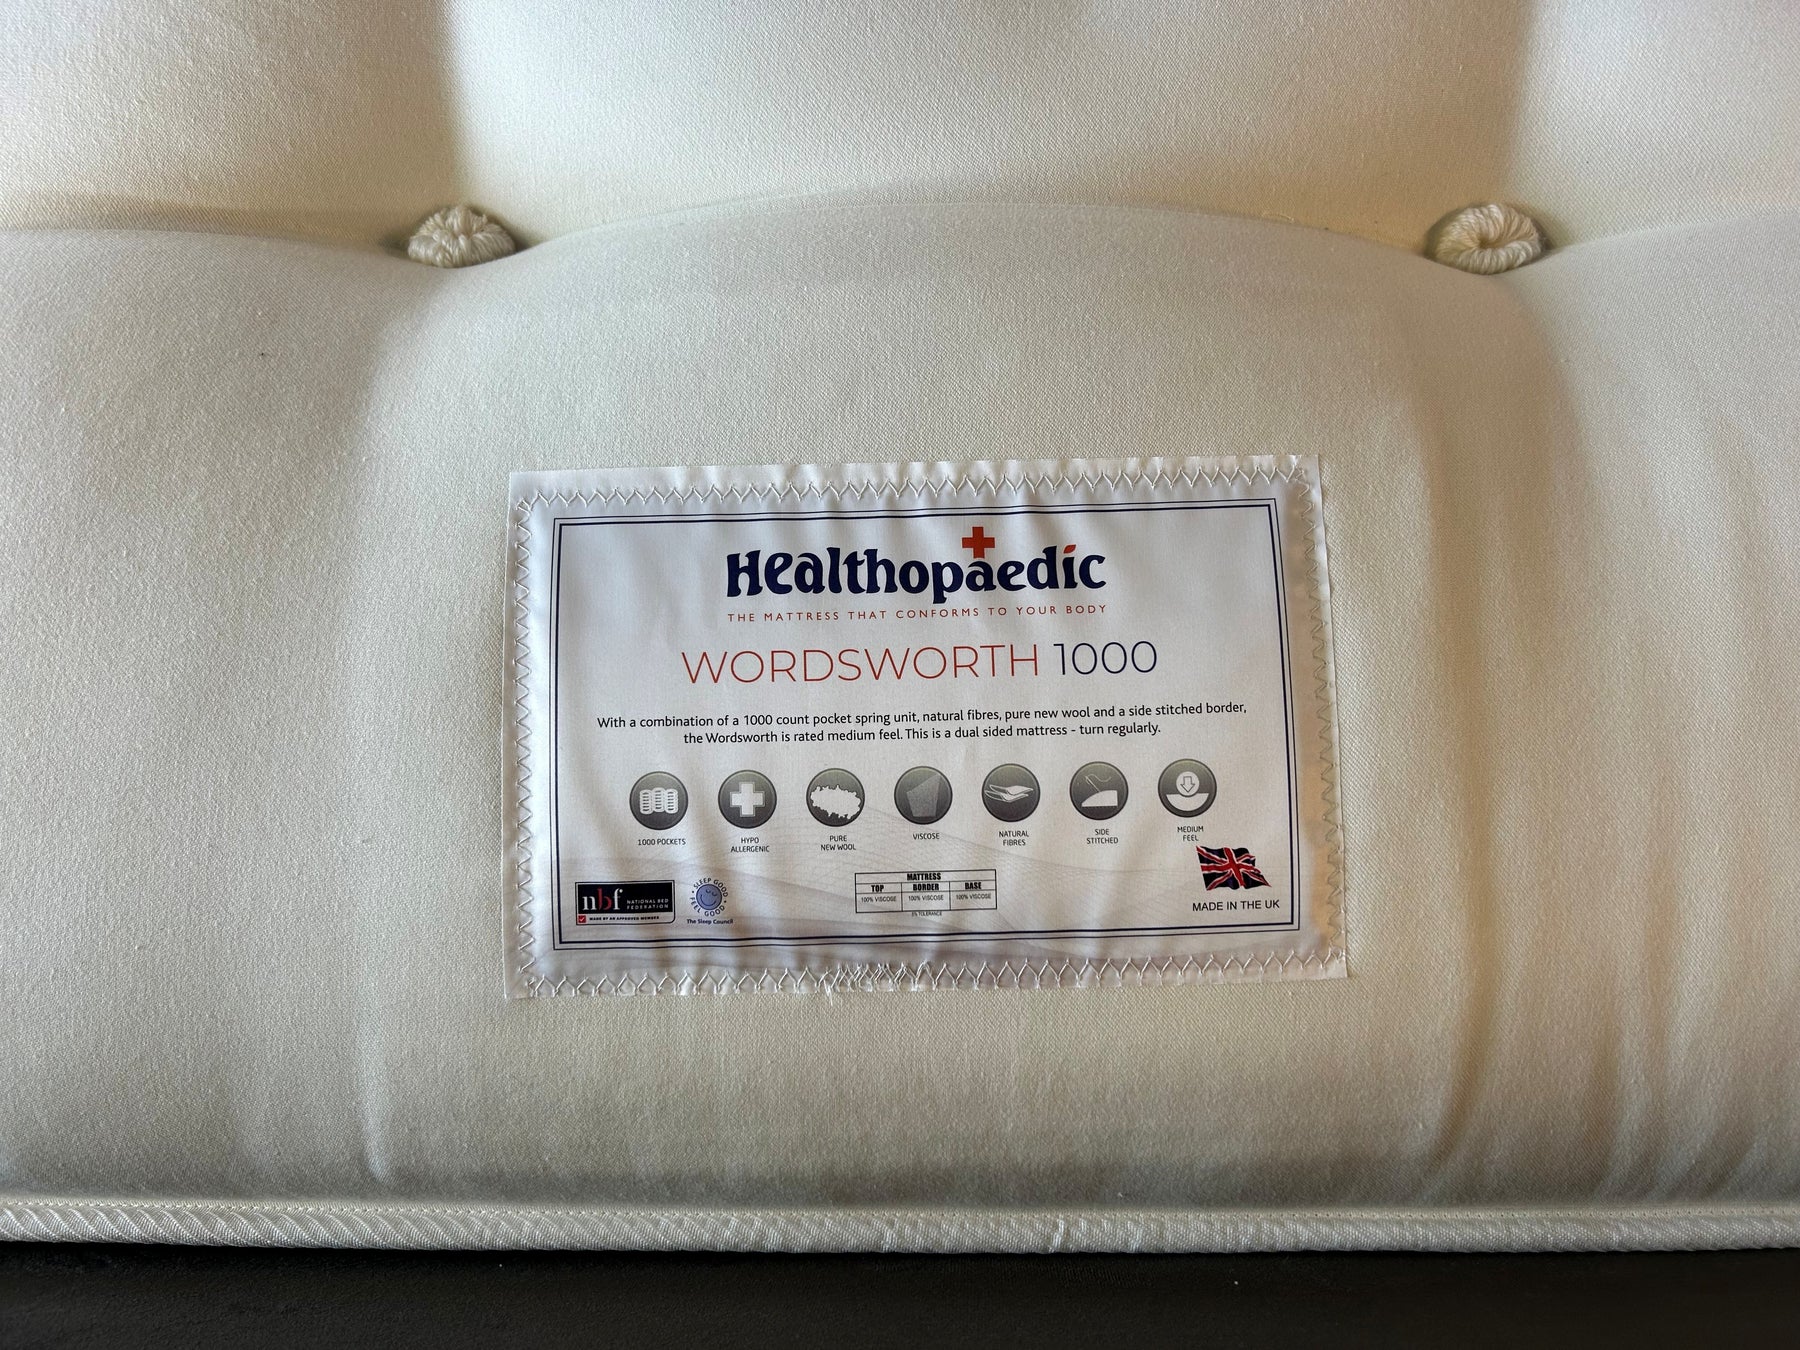 Healthopaedic
THE MATTRESS THAT CONFORMS TO YOUR BODY
WORDSWORTH 1000
With a combination of a 1000 count pocket spring unit, natural fibres, pure new wool and a side stitched border,
the Wordsworth is rated medium feel. This is a dual sided mattress - turn regularly.
1000 POCKETS
HYPO
ALLERGENIC
PURE
NEW WOOL
VISCOSE
NATURAL
FIBRES
SIDE
STITCHED
MEDIUM
FEEL
nbf NATIONAL BED
FEDERATION
MADE BY AN APPROVED MEMBER
SLEEP GOOD
FEEL GOOD
The Sleep Council
MATTRESS
TOP BORDER BASE
100% VISCOSE 100% VISCOSE 100% VISCOSE
5% TOLERANCE
MADE IN THE UK